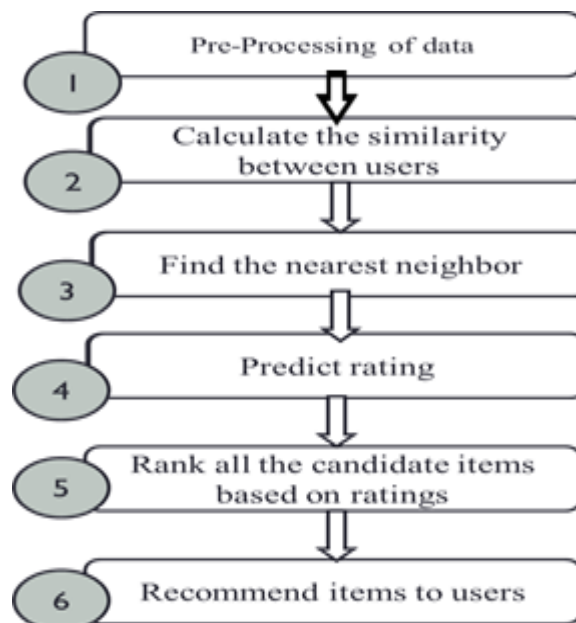 1
Pre-Processing of data
2
Calculate the similarity
between users
3
Find the nearest neighbor
4
Predict rating
5
Rank all the candidate items
based on ratings
6
Recommend items to users